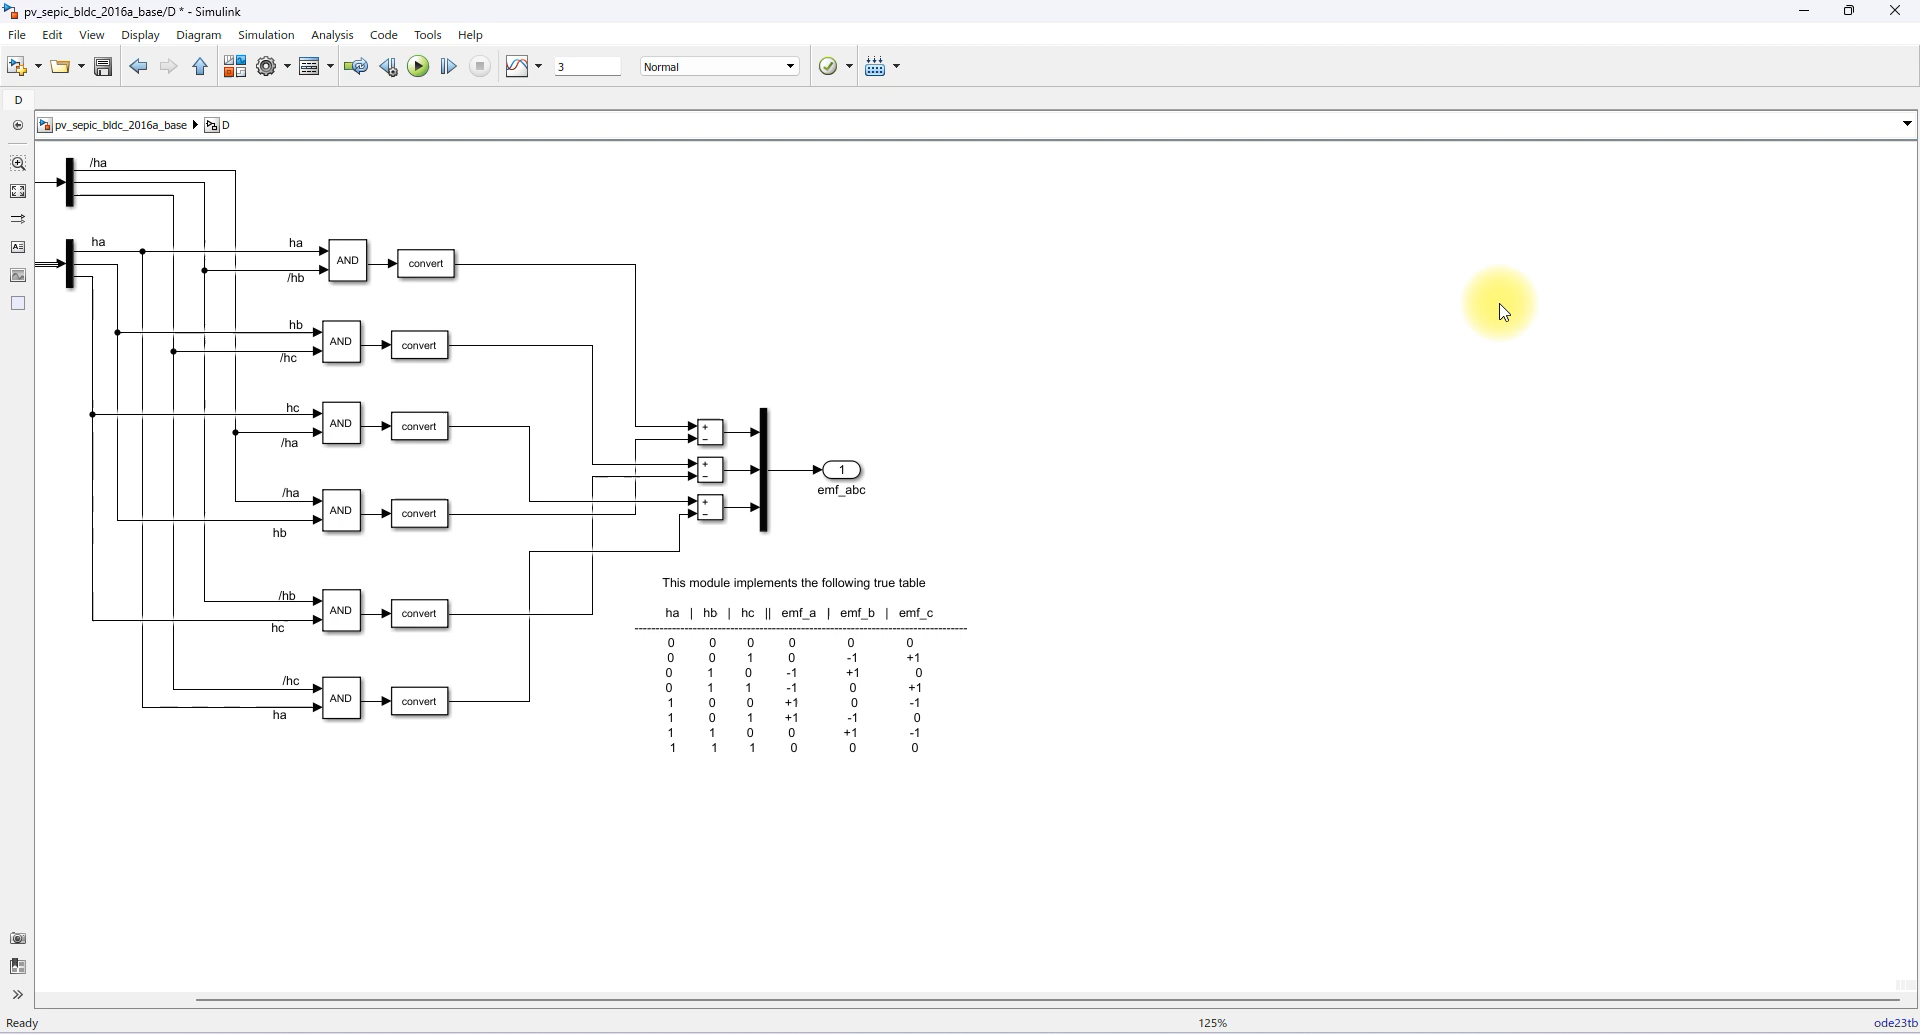 pv_sepic_bldc_2016a_base/D * - Simulink
File Edit View Display Diagram Simulation Analysis Code Tools Help
3 Normal
D
pv_sepic_bldc_2016a_base D
/ha
ha
ha
AND convert
/hb
hb
AND convert
/hc
hc
AND convert
/ha
+
−
+
−
1
emf_abc
/ha
+
−
AND convert
hb
/hb
AND convert
hc
/hc
AND convert
ha
This module implements the following true table
ha | hb | hc || emf_a | emf_b | emf_c
--------------------------------------------------------------------------------
0 0 0 0 0 0
0 0 1 0 -1 +1
0 1 0 -1 +1 0
0 1 1 -1 0 +1
1 0 0 +1 0 -1
1 0 1 +1 -1 0
1 1 0 0 +1 -1
1 1 1 0 0 0
Ready 125% ode23tb